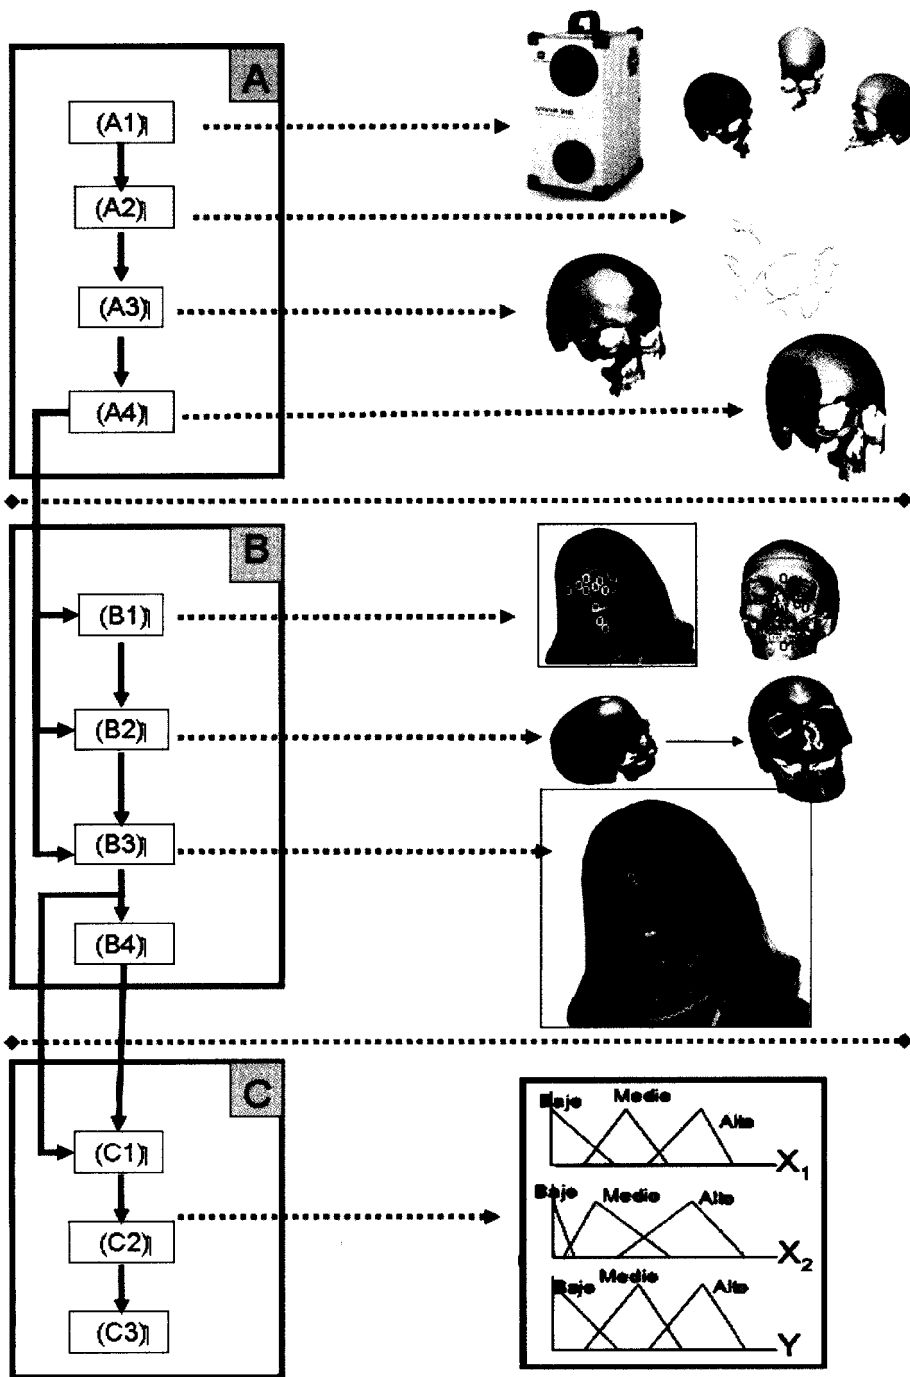 A
(A1)
(A2)
(A3)
(A4)
B
(B1)
(B2)
(B3)
(B4)
C
(C1)
(C2)
(C3)
Bajo Medio Alto
X1
Bajo Medio Alto
X2
Bajo Medio Alto
Y